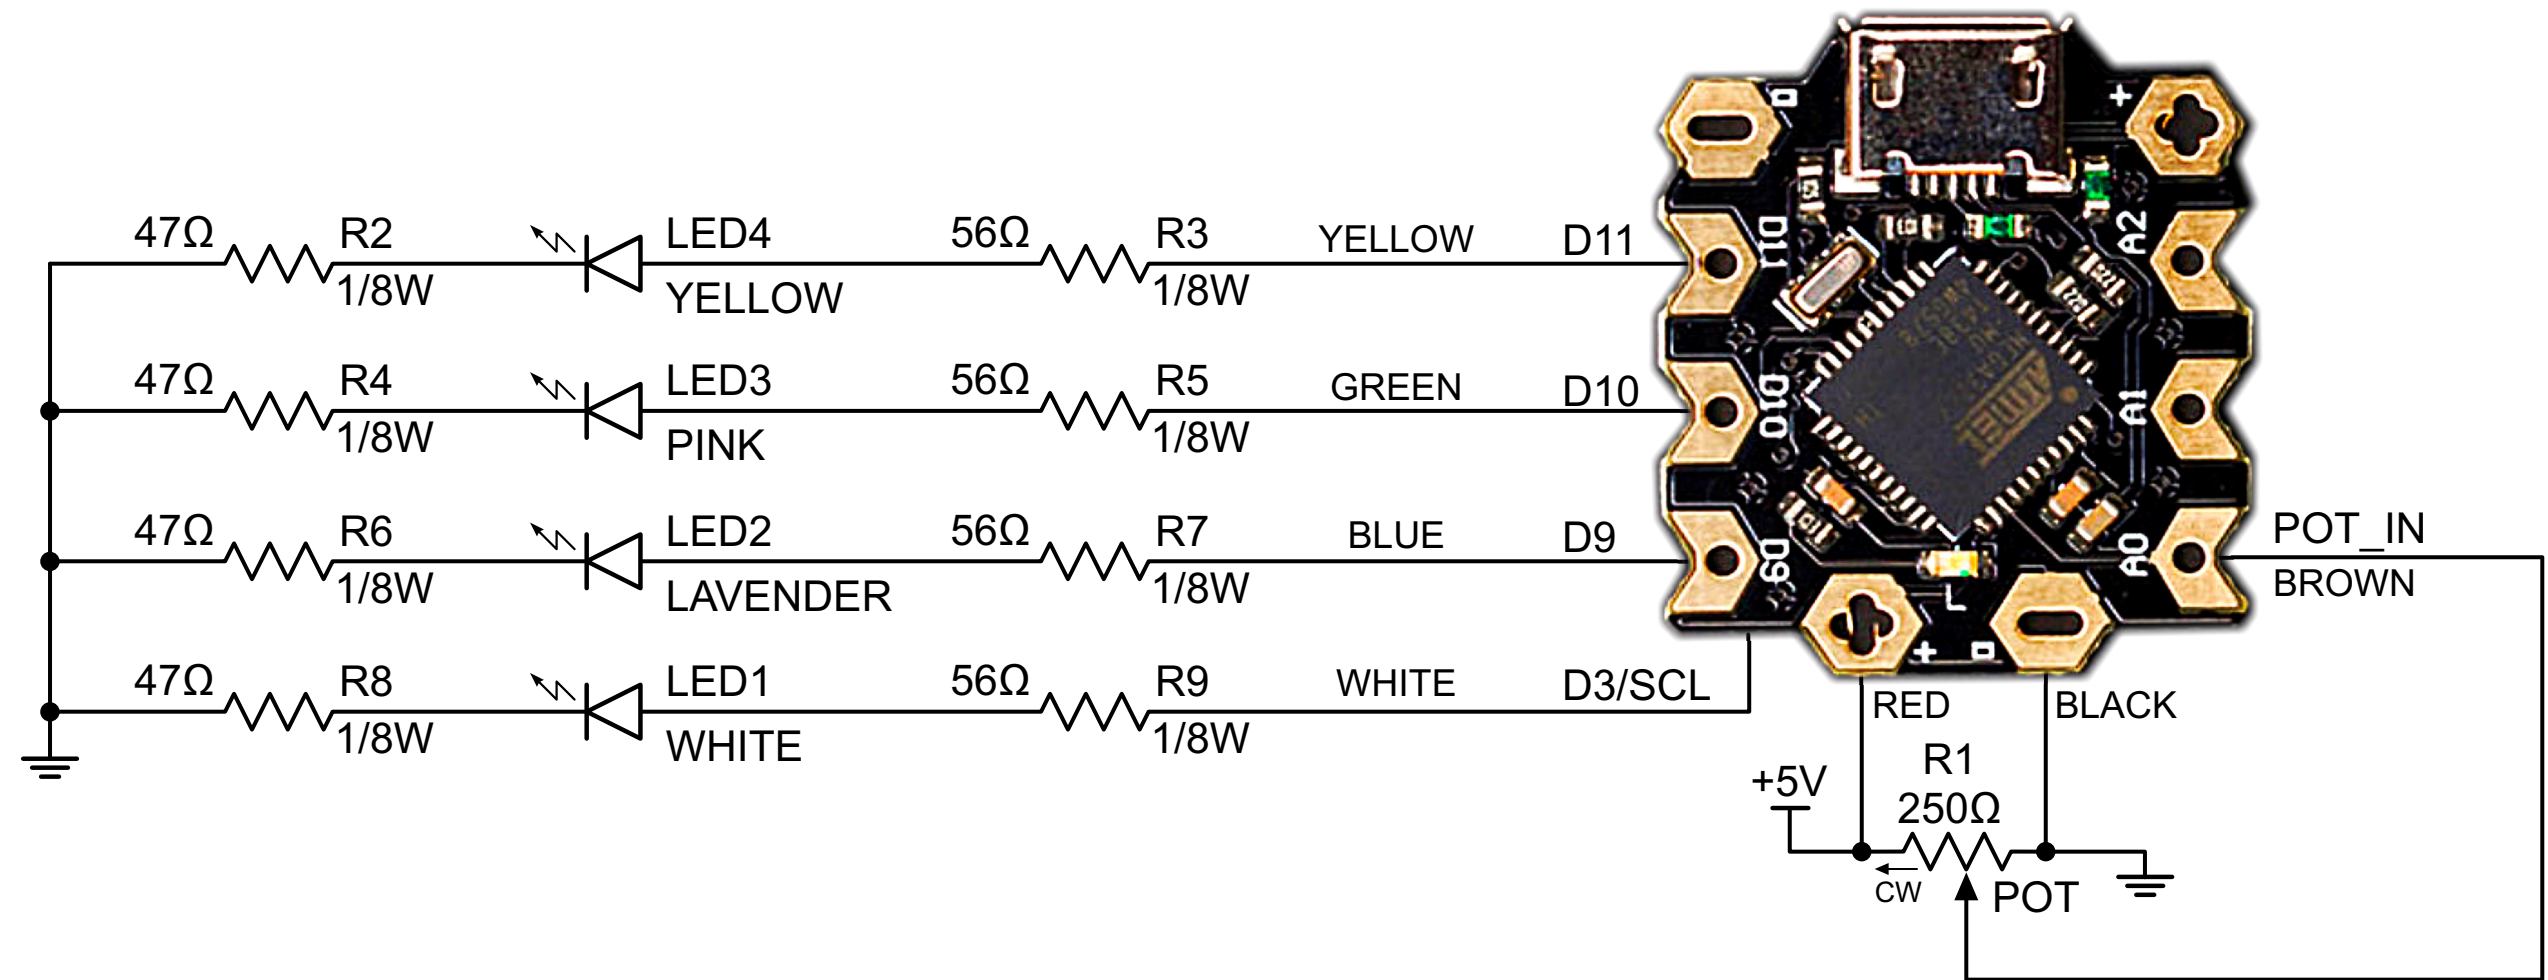 47Ω R2 LED4 56Ω R3 YELLOW D11
1/8W YELLOW 1/8W
47Ω R4 LED3 56Ω R5 GREEN D10
1/8W PINK 1/8W
47Ω R6 LED2 56Ω R7 BLUE D9
1/8W LAVENDER 1/8W
47Ω R8 LED1 56Ω R9 WHITE D3/SCL
1/8W WHITE 1/8W
+
D11
A2
D10
A1
D9
A0
L
+
ATMEL
POT_IN
BROWN
RED
BLACK
R1
+5V
250Ω
CW
POT